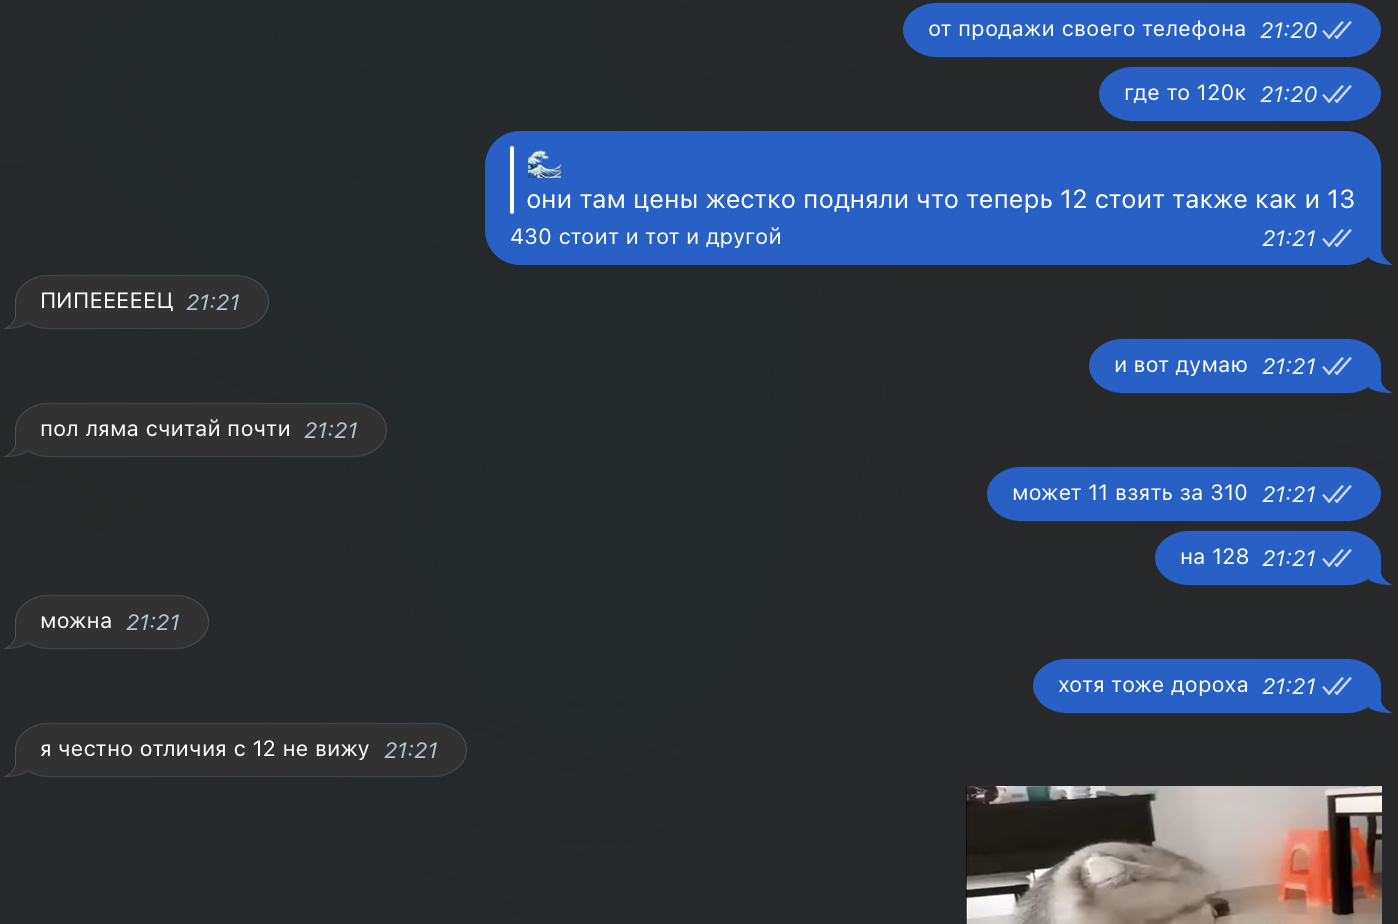 от продажи своего телефона 21:20
где то 120к 21:20
они там цены жестко подняли что теперь 12 стоит также как и 13
430 стоит и тот и другой 21:21
ПИПЕЕЕЕЕЦ 21:21
и вот думаю 21:21
пол ляма считай почти 21:21
может 11 взять за 310 21:21
на 128 21:21
можна 21:21
хотя тоже дороха 21:21
я честно отличия с 12 не вижу 21:21